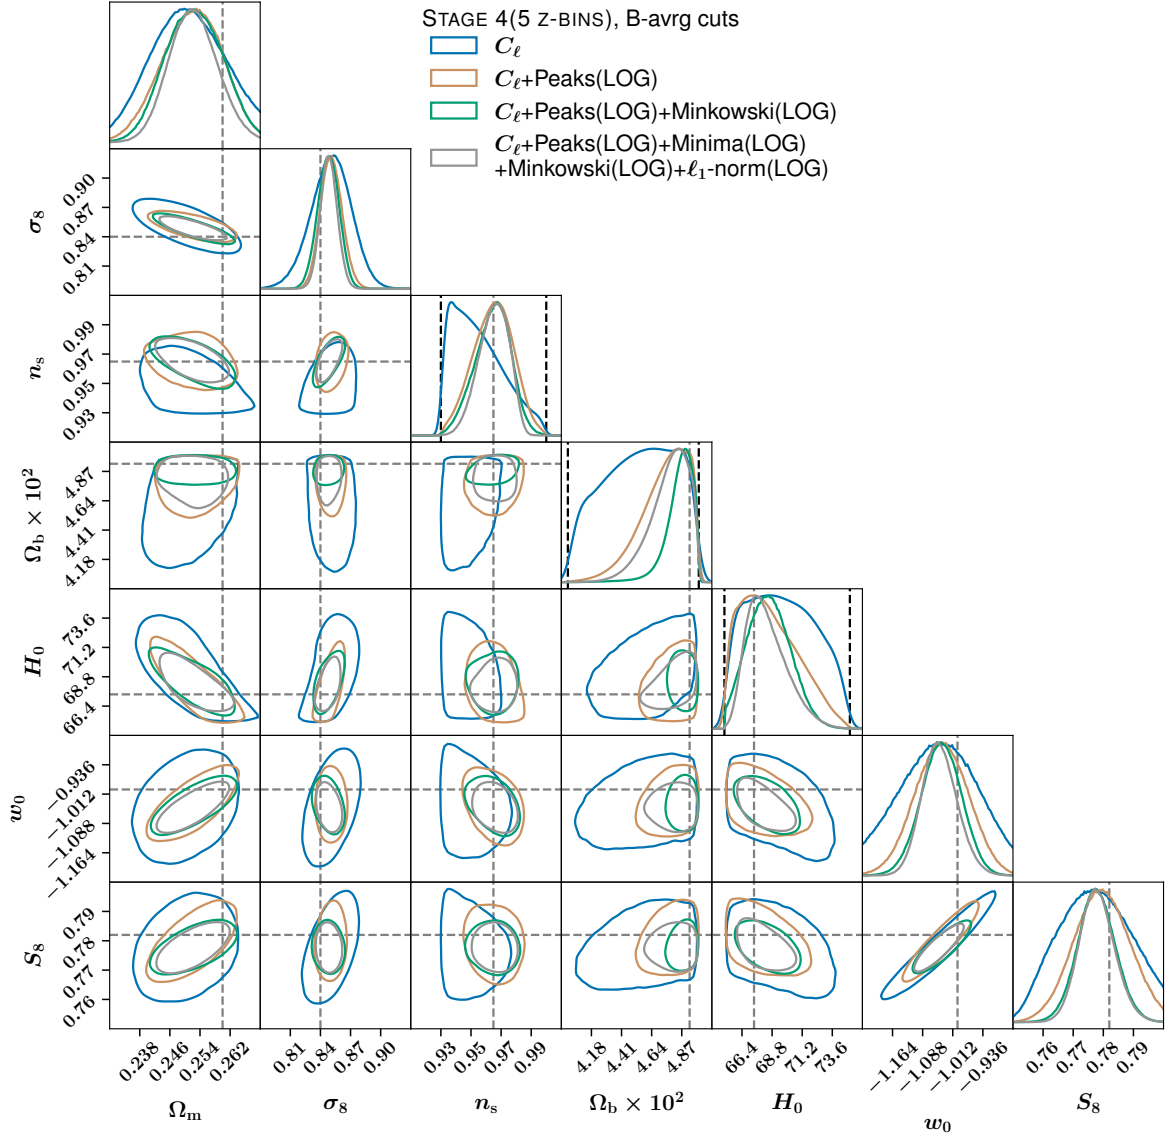 STAGE 4(5 Z-BINS), B-avrg cuts
Cℓ
Cℓ+Peaks(LOG)
Cℓ+Peaks(LOG)+Minkowski(LOG)
Cℓ+Peaks(LOG)+Minima(LOG)
+Minkowski(LOG)+ℓ1-norm(LOG)
σ8
0.90
0.87
0.84
0.81
ns
0.99
0.97
0.95
0.93
Ωb × 10²
4.87
4.64
4.41
4.18
H0
73.6
71.2
68.8
66.4
w0
−0.936
−1.012
−1.088
−1.164
S8
0.79
0.78
0.77
0.76
0.238 0.246 0.254 0.262
0.81 0.84 0.87 0.90
0.93 0.95 0.97 0.99
4.18 4.41 4.64 4.87
66.4 68.8 71.2 73.6
−1.164 −1.088 −1.012 −0.936
0.76 0.77 0.78 0.79
Ωm σ8 ns Ωb × 10² H0 w0 S8